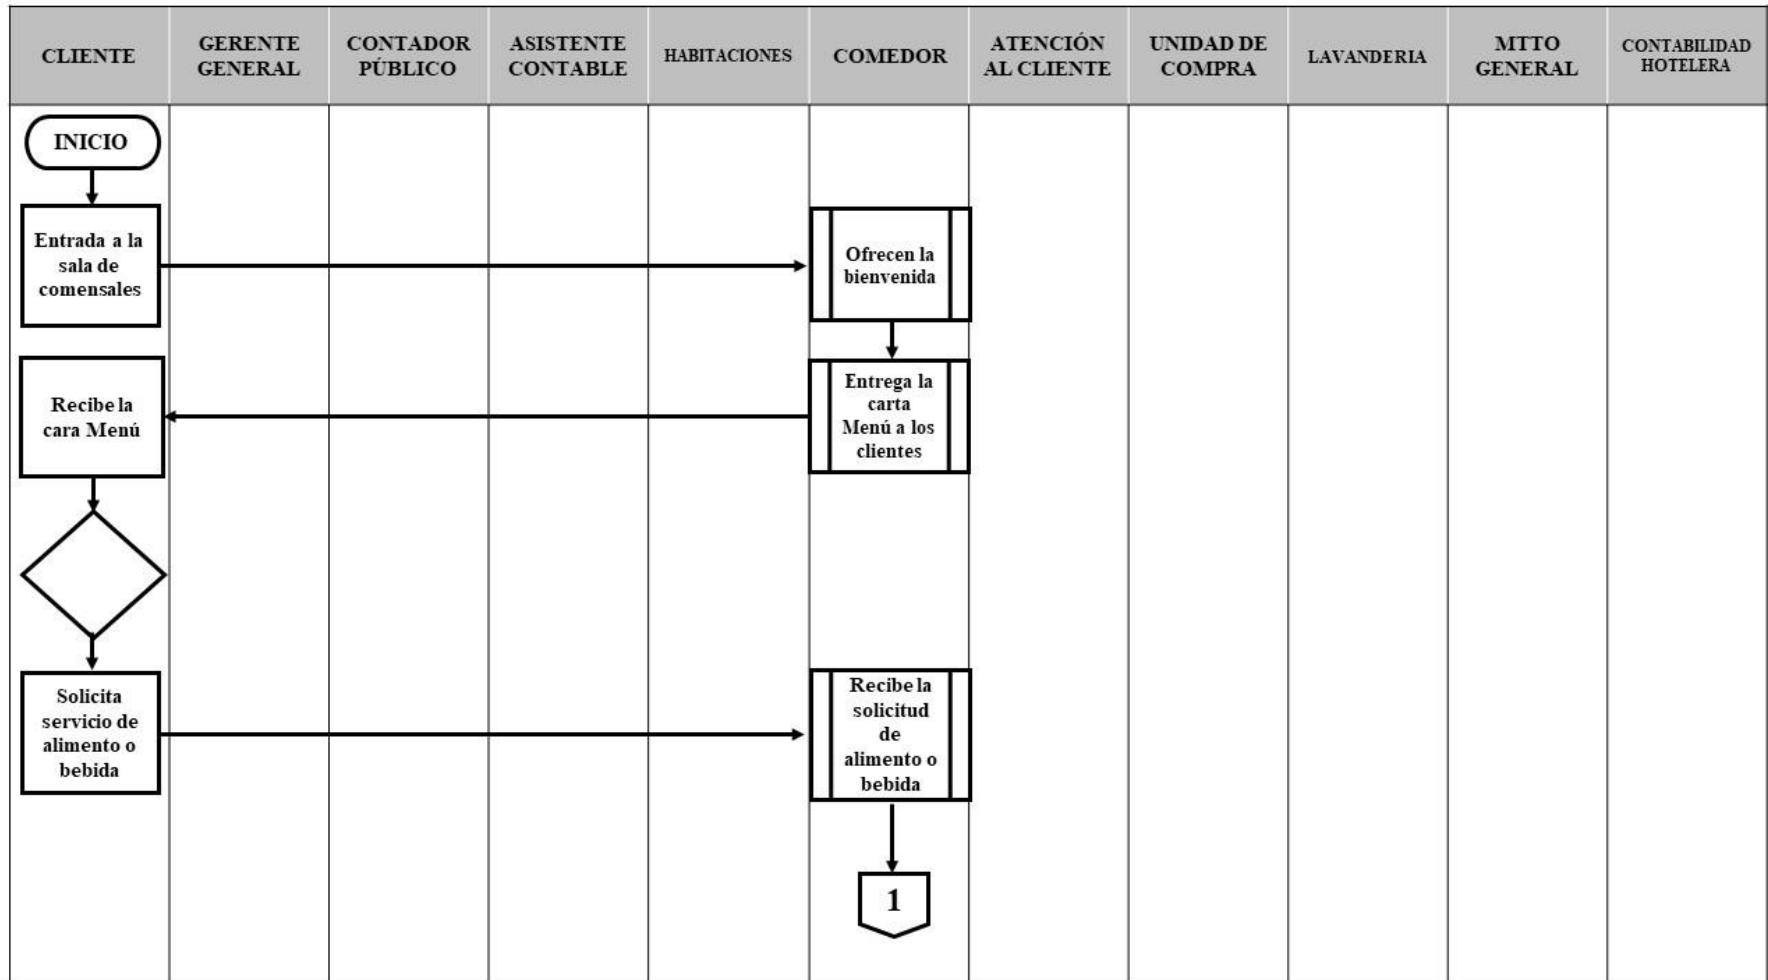 CLIENTE
GERENTE
GENERAL
CONTADOR
PÚBLICO
ASISTENTE
CONTABLE
HABITACIONES
COMEDOR
ATENCIÓN
AL CLIENTE
UNIDAD DE
COMPRA
LAVANDERIA
MTTO
GENERAL
CONTABILIDAD
HOTELERA
INICIO
Entrada a la
sala de
comensales
Ofrecen la
bienvenida
Entrega la
carta
Menú a los
clientes
Recibe la
cara Menú
Solicita
servicio de
alimento o
bebida
Recibe la
solicitud
de
alimento o
bebida
1